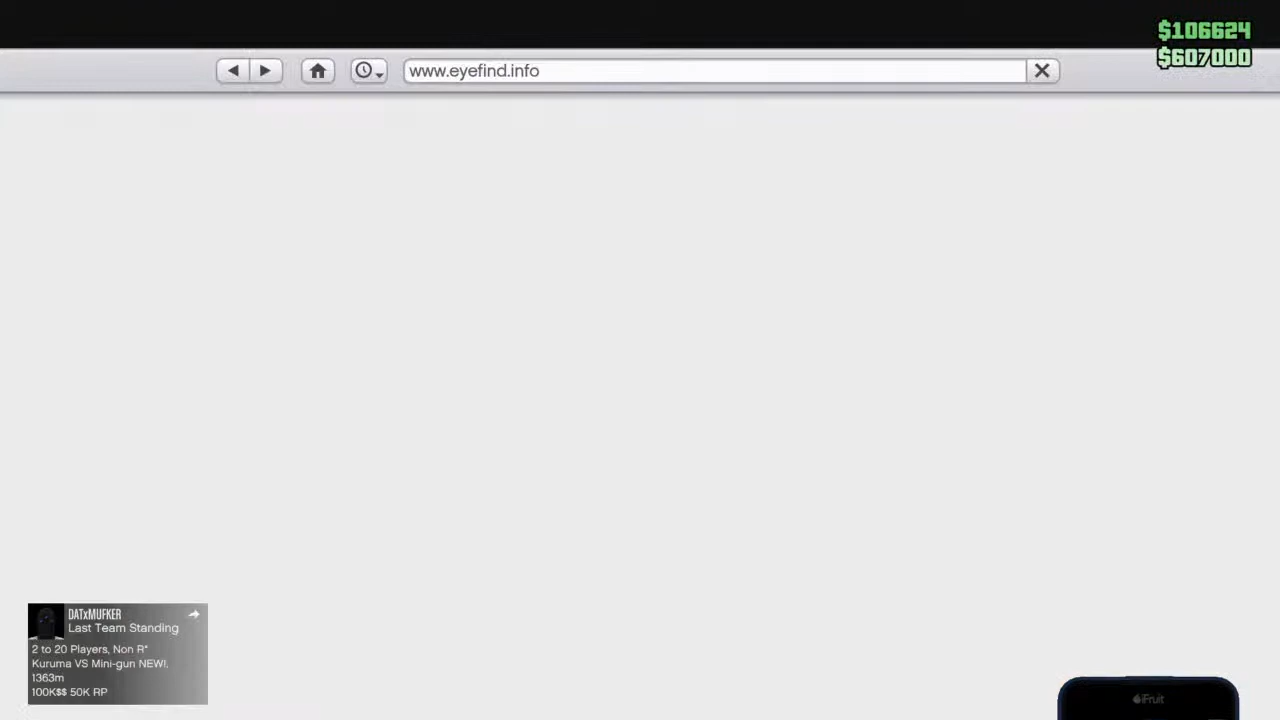 $106624
www.eyefind.info
$607000
DATxMUFKER
Last Team Standing
2 to 20 Players, Non R*
Kuruma VS Mini-gun NEW!.
1363m
100K$$ 50K RP
iFruit